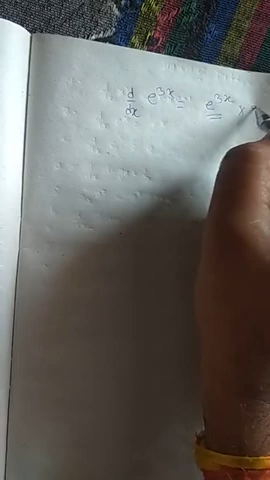 d/dx e^3x = e^3x ×